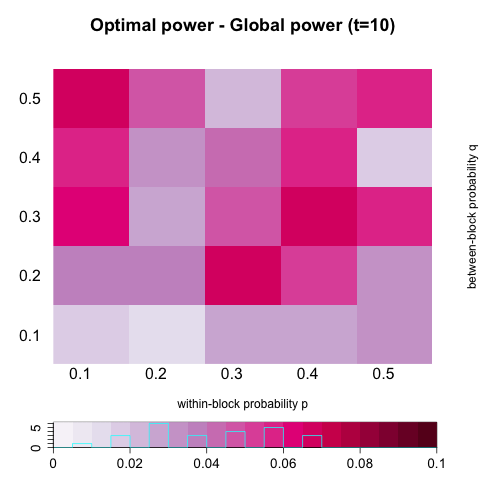 Optimal power - Global power (t=10)
0.5
0.4
0.3
0.2
0.1
between-block probability q
0.1 0.2 0.3 0.4 0.5
within-block probability p
0 5
0 0.02 0.04 0.06 0.08 0.1